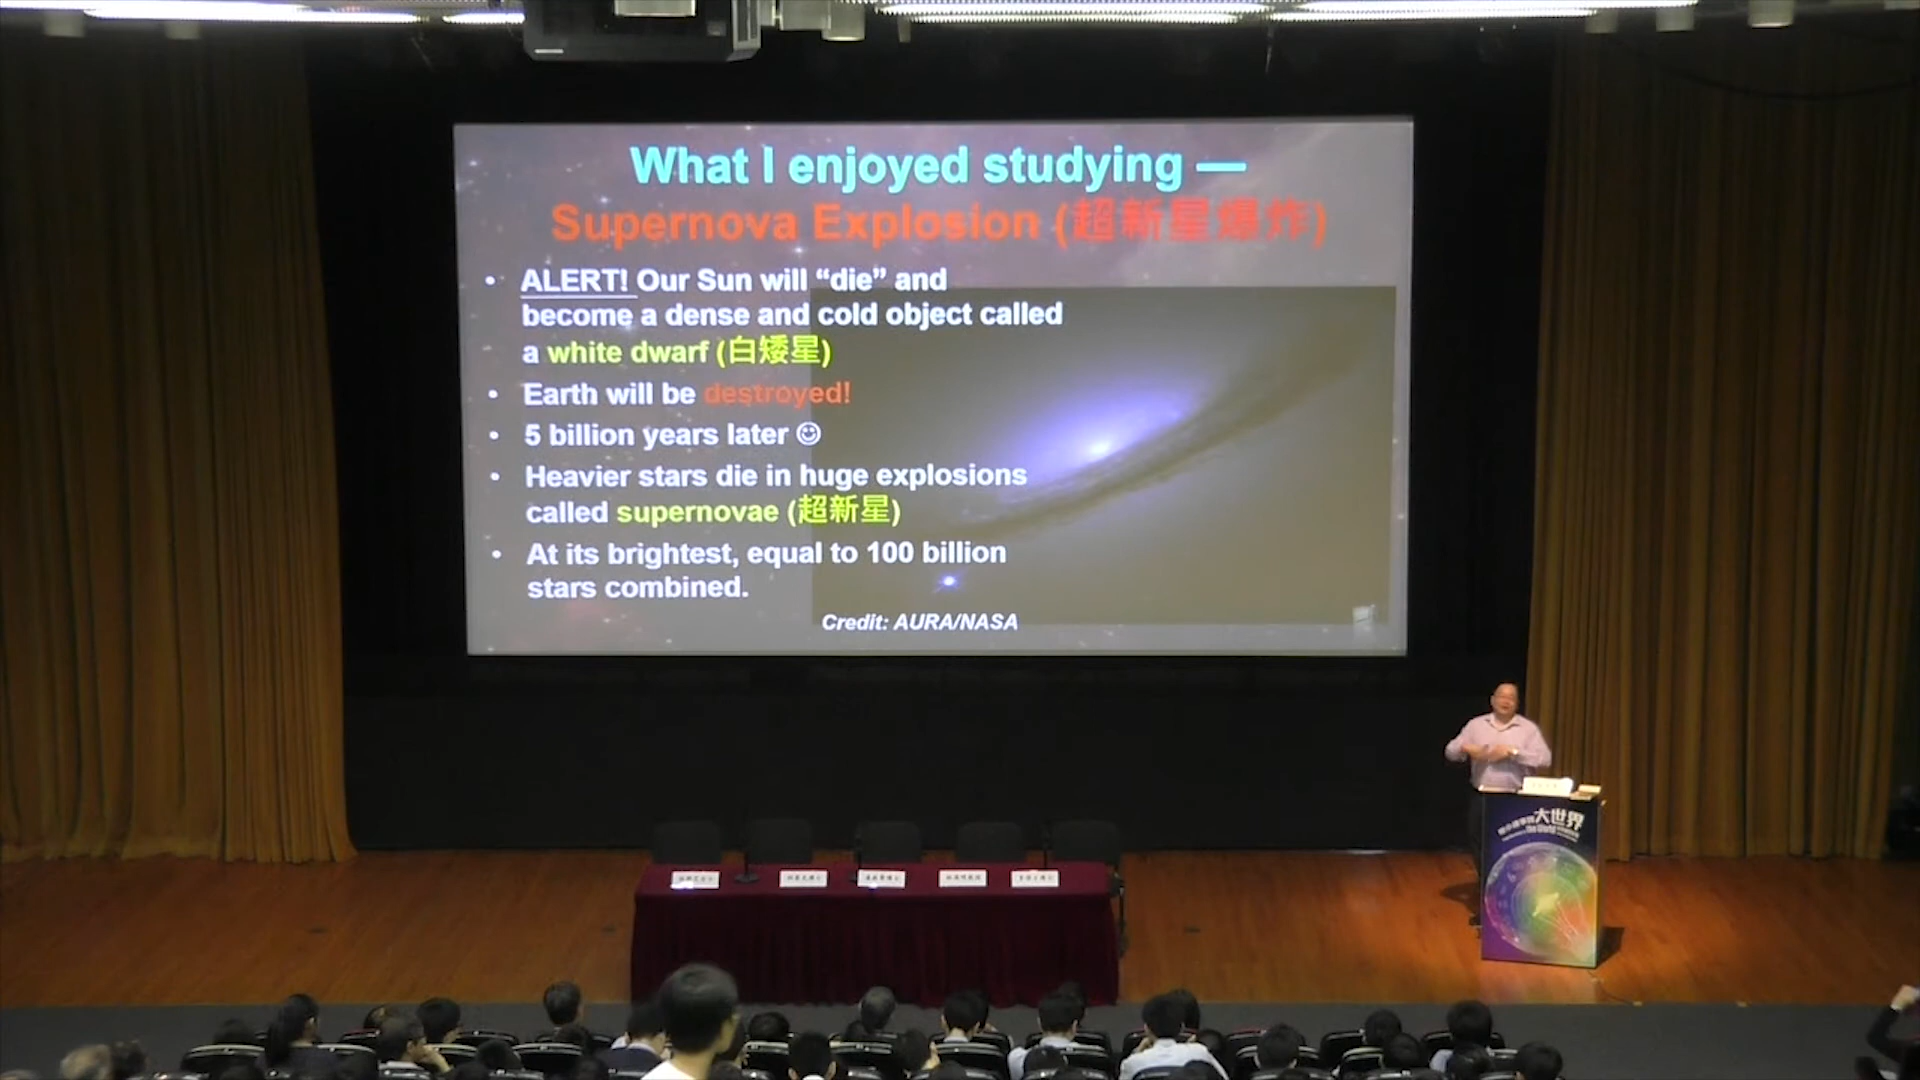 What I enjoyed studying —
Supernova Explosion (超新星爆炸)
• ALERT! Our Sun will “die” and
become a dense and cold object called
a white dwarf (白矮星)
• Earth will be destroyed!
• 5 billion years later ☺
• Heavier stars die in huge explosions
called supernovae (超新星)
• At its brightest, equal to 100 billion
stars combined.
Credit: AURA/NASA
大世界
The World